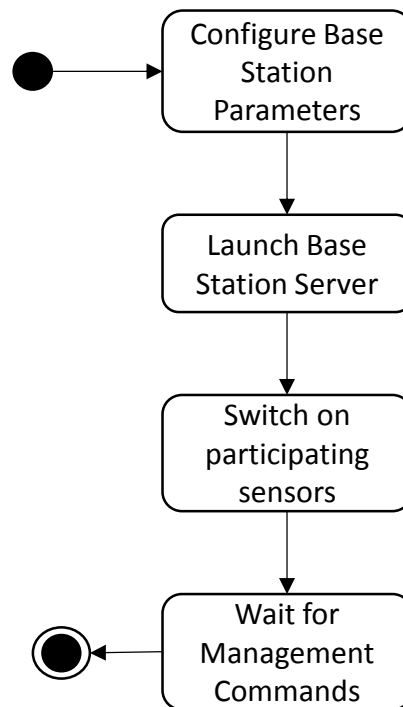 Configure Base
Station
Parameters
Launch Base
Station Server
Switch on
participating
sensors
Wait for
Management
Commands